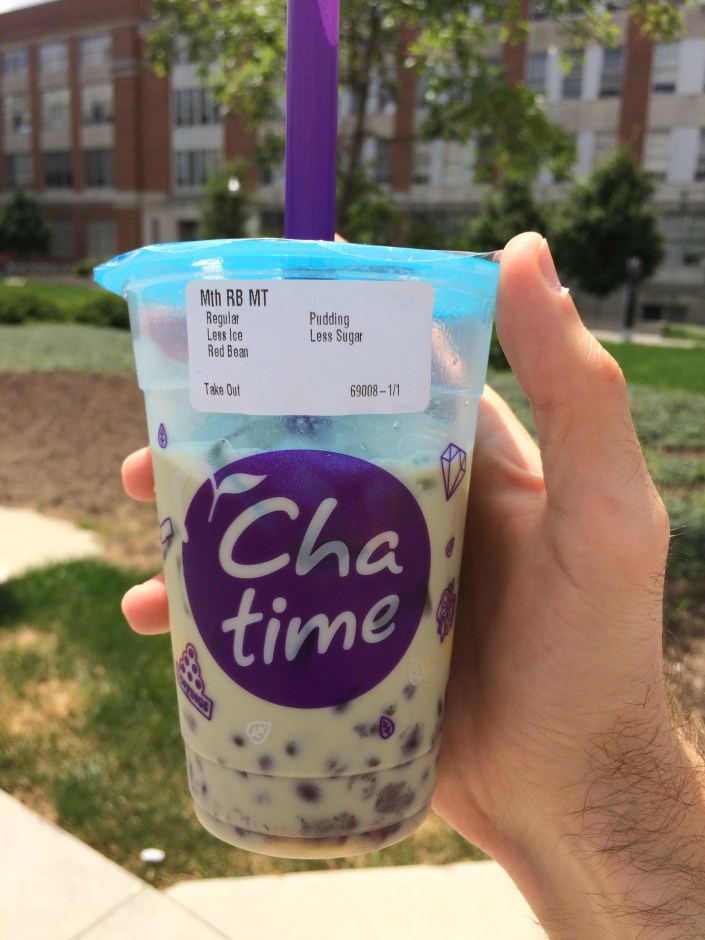 Mth RB MT
Regular Pudding
Less Ice Less Sugar
Red Bean
Take Out 69008-1/1
Cha
time